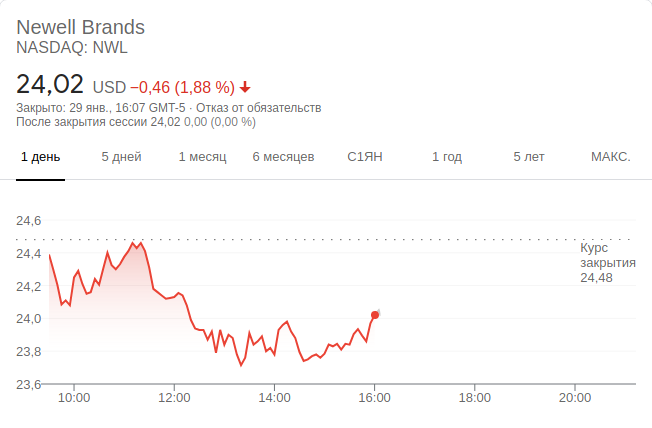 Newell Brands
NASDAQ: NWL
24,02 USD −0,46 (1,88 %)
Закрыто: 29 янв., 16:07 GMT-5 · Отказ от обязательств
После закрытия сессии 24,02 0,00 (0,00 %)
1 день 5 дней 1 месяц 6 месяцев С1ЯН 1 год 5 лет МАКС.
24,6
24,4
24,2
24,0
23,8
23,6
Курс
закрытия
24,48
10:00 12:00 14:00 16:00 18:00 20:00